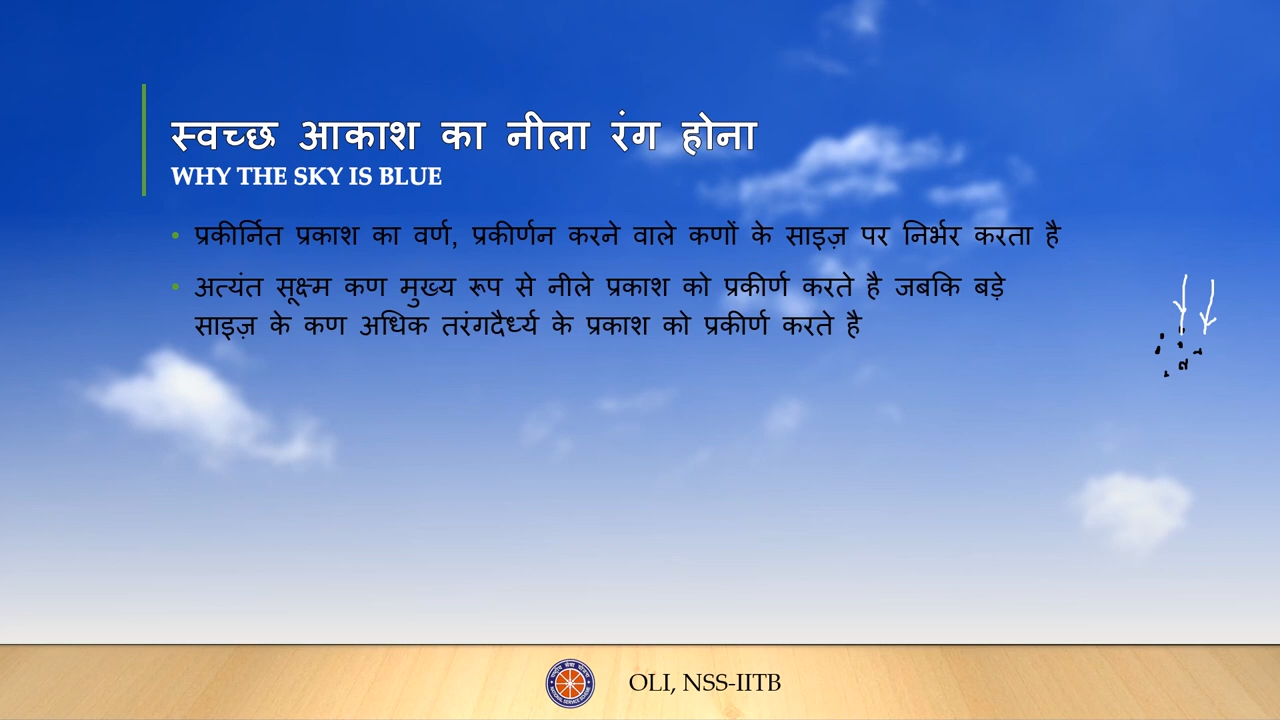 स्वच्छ आकाश का नीला रंग होना
WHY THE SKY IS BLUE
• प्रकीर्नित प्रकाश का वर्ण, प्रकीर्णन करने वाले कणों के साइज़ पर निर्भर करता है
• अत्यंत सूक्ष्म कण मुख्य रूप से नीले प्रकाश को प्रकीर्ण करते है जबकि बड़े
साइज़ के कण अधिक तरंगदैर्ध्य के प्रकाश को प्रकीर्ण करते है
OLI, NSS-IITB